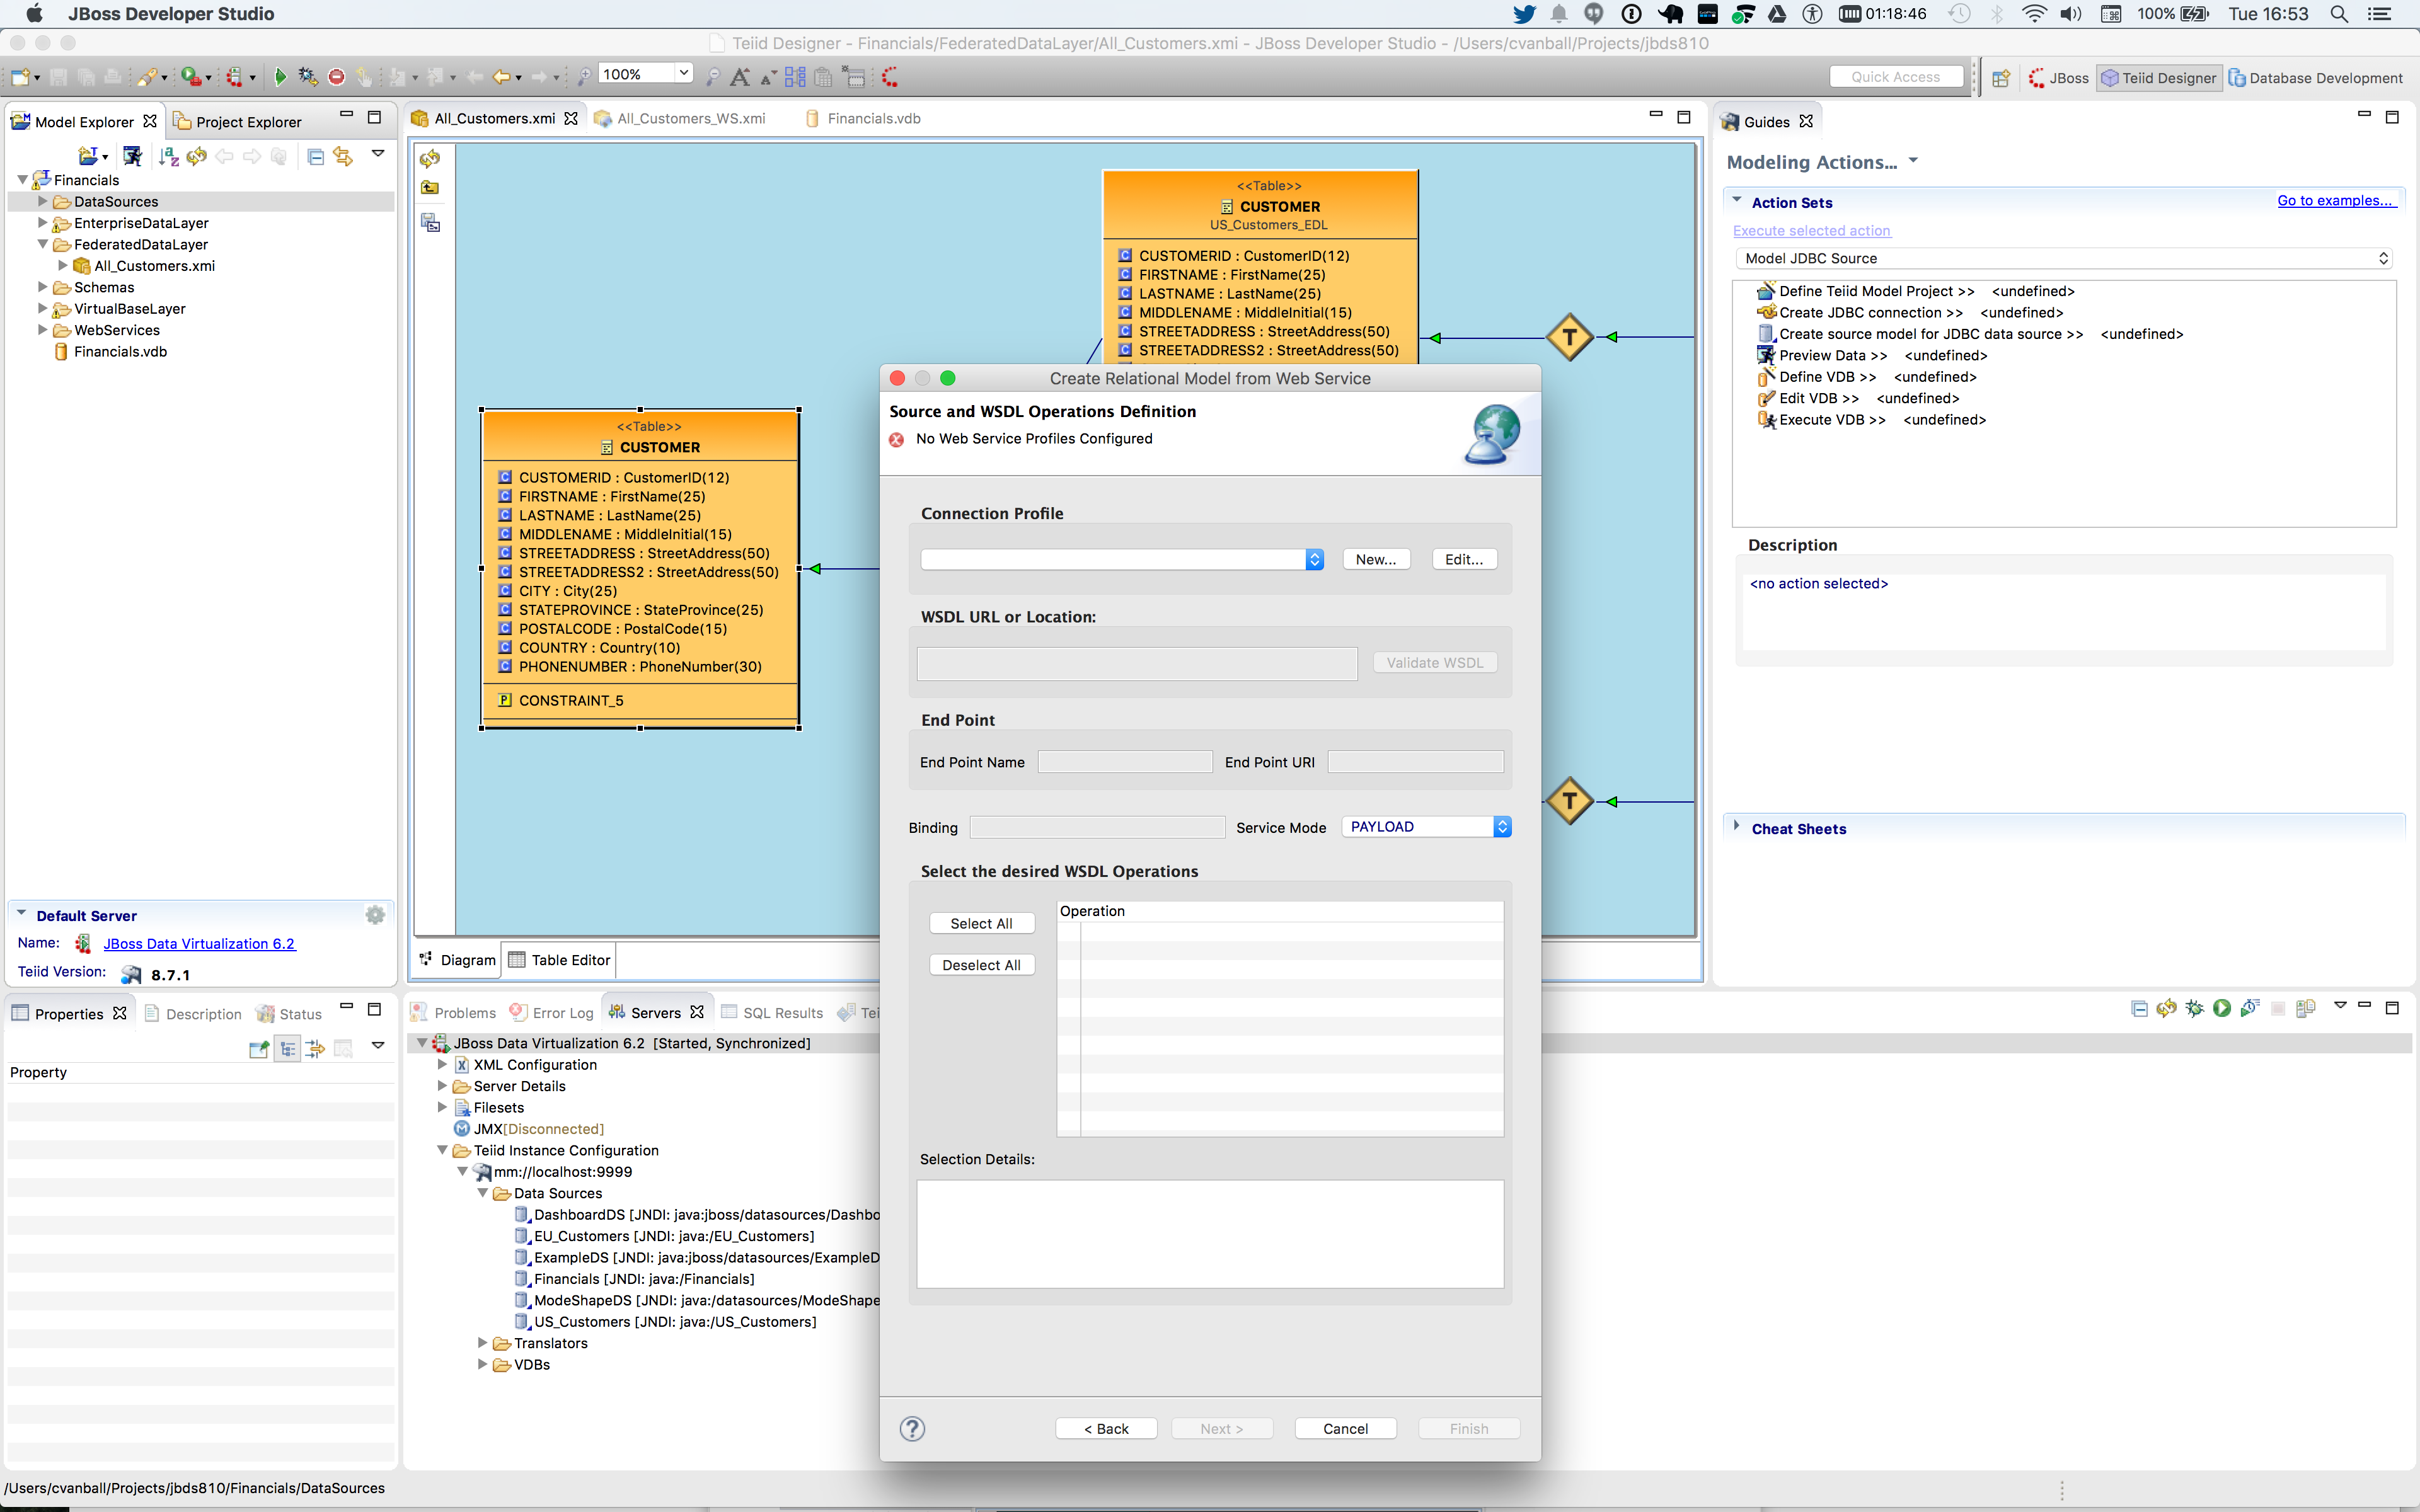 JBoss Developer Studio
01:18:46
100%
Tue 16:53
Teiid Designer - Financials/FederatedDataLayer/All_Customers.xmi - JBoss Developer Studio - /Users/cvanball/Projects/jbds810
100%
Quick Access
JBoss
Teiid Designer
Database Development
Model Explorer
Project Explorer
Financials
DataSources
EnterpriseDataLayer
FederatedDataLayer
All_Customers.xmi
Schemas
VirtualBaseLayer
WebServices
Financials.vdb
Default Server
Name: JBoss Data Virtualization 6.2
Teiid Version: 8.7.1
All_Customers.xmi
All_Customers_WS.xmi
Financials.vdb
<<Table>>
CUSTOMER
US_Customers_EDL
CUSTOMERID : CustomerID(12)
FIRSTNAME : FirstName(25)
LASTNAME : LastName(25)
MIDDLENAME : MiddleInitial(15)
STREETADDRESS : StreetAddress(50)
STREETADDRESS2 : StreetAddress(50)
T
T
<<Table>>
CUSTOMER
CUSTOMERID : CustomerID(12)
FIRSTNAME : FirstName(25)
LASTNAME : LastName(25)
MIDDLENAME : MiddleInitial(15)
STREETADDRESS : StreetAddress(50)
STREETADDRESS2 : StreetAddress(50)
CITY : City(25)
STATEPROVINCE : StateProvince(25)
POSTALCODE : PostalCode(15)
COUNTRY : Country(10)
PHONENUMBER : PhoneNumber(30)
CONSTRAINT_5
Diagram
Table Editor
Create Relational Model from Web Service
Source and WSDL Operations Definition
No Web Service Profiles Configured
Connection Profile
New...
Edit...
WSDL URL or Location:
Validate WSDL
End Point
End Point Name
End Point URI
Binding
Service Mode
PAYLOAD
Select the desired WSDL Operations
Select All
Deselect All
Operation
Selection Details:
< Back
Next >
Cancel
Finish
Guides
Modeling Actions...
Action Sets
Go to examples...
Execute selected action
Model JDBC Source
Define Teiid Model Project >> <undefined>
Create JDBC connection >> <undefined>
Create source model for JDBC data source >> <undefined>
Preview Data >> <undefined>
Define VDB >> <undefined>
Edit VDB >> <undefined>
Execute VDB >> <undefined>
Description
<no action selected>
Cheat Sheets
Properties
Description
Status
Property
Problems
Error Log
Servers
SQL Results
Tei
JBoss Data Virtualization 6.2 [Started, Synchronized]
XML Configuration
Server Details
Filesets
JMX[Disconnected]
Teiid Instance Configuration
mm://localhost:9999
Data Sources
DashboardDS [JNDI: java:jboss/datasources/Dashbo
EU_Customers [JNDI: java:/EU_Customers]
ExampleDS [JNDI: java:jboss/datasources/ExampleD
Financials [JNDI: java:/Financials]
ModeShapeDS [JNDI: java:/datasources/ModeShape
US_Customers [JNDI: java:/US_Customers]
Translators
VDBs
/Users/cvanball/Projects/jbds810/Financials/DataSources